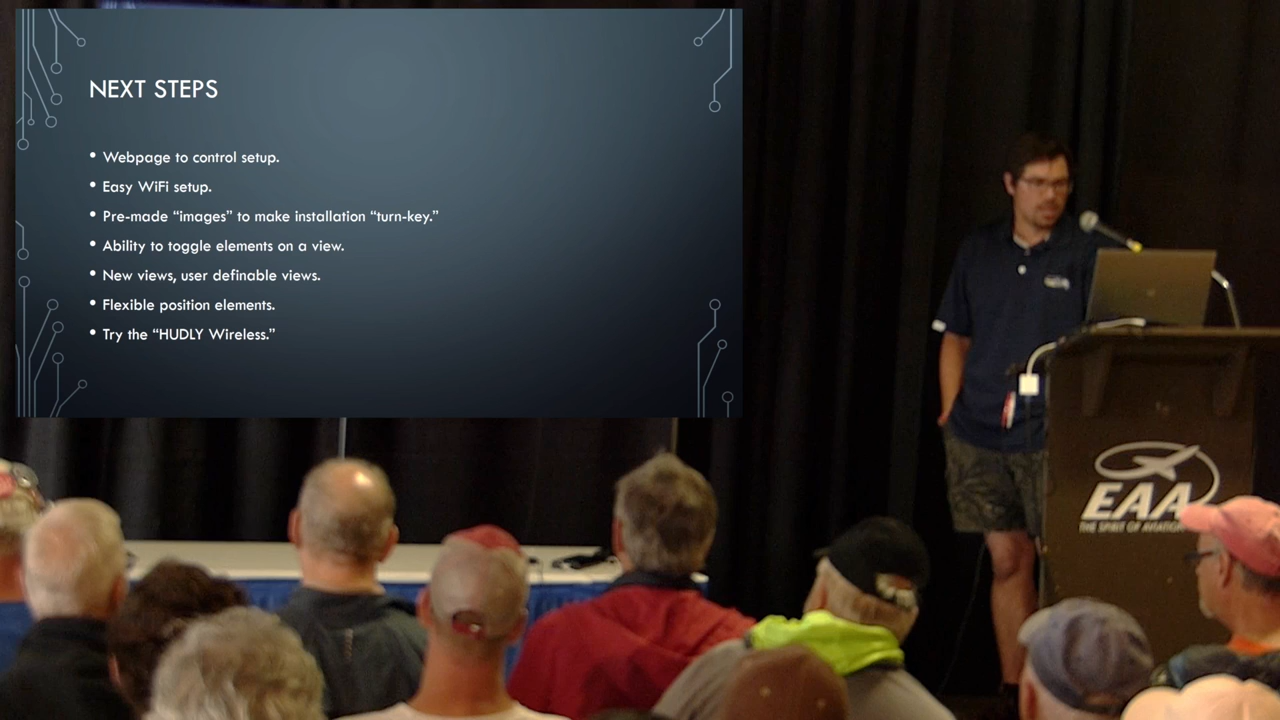 NEXT STEPS
• Webpage to control setup.
• Easy WiFi setup.
• Pre-made “images” to make installation “turn-key.”
• Ability to toggle elements on a view.
• New views, user definable views.
• Flexible position elements.
• Try the “HUDLY Wireless.”
EAA
THE SPIRIT OF AVIATION